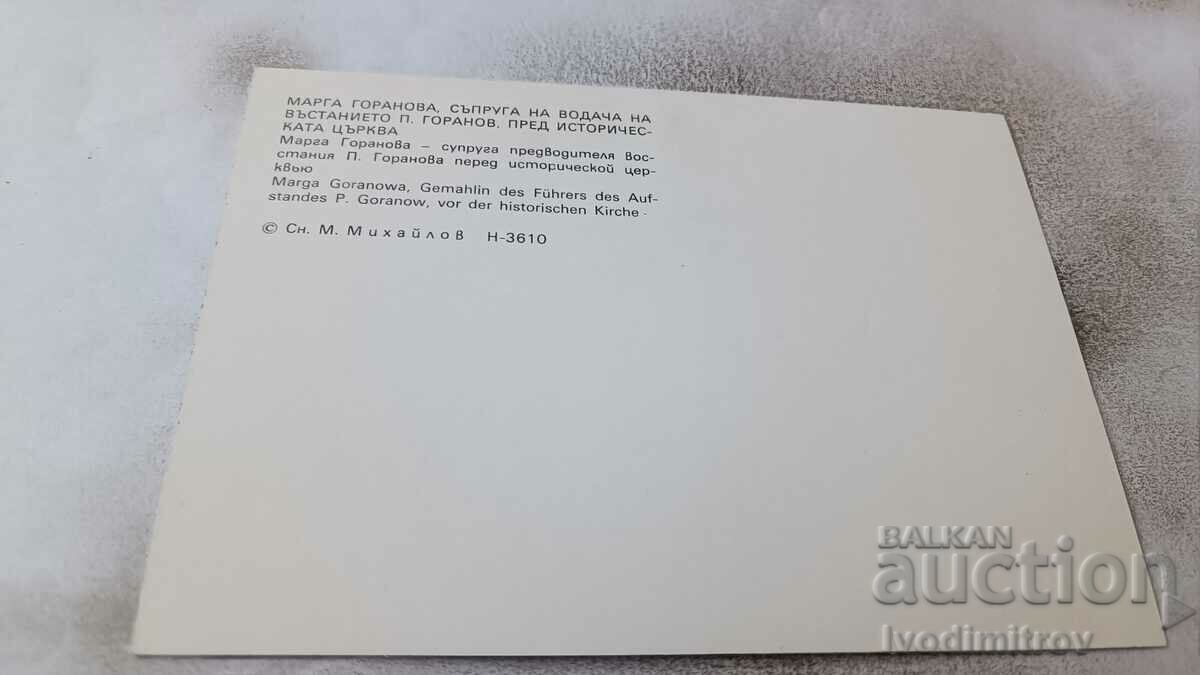 МАРГА ГОРАНОВА, СЪПРУГА НА ВОДАЧА НА
ВЪСТАНИЕТО П. ГОРАНОВ, ПРЕД ИСТОРИЧЕС-
КАТА ЦЪРКВА
Марга Горанова – супруга предводителя вос-
стания П. Горанова перед исторической цер-
квью
Marga Goranowa, Gemahlin des Führers des Auf-
standes P. Goranow, vor der historischen Kirche.
© Сн. М. Михайлов Н-3610
BALKAN
auction
Ivodimitrov